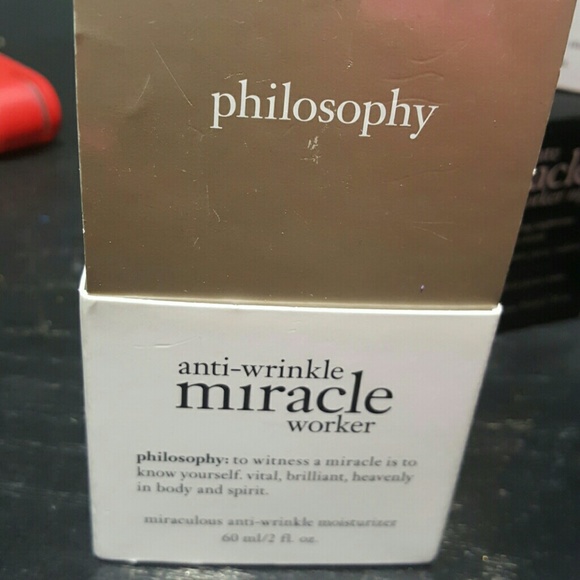 philosophy
anti-wrinkle
miracle
worker
philosophy: to witness a miracle is to
know yourself. vital, brilliant, heavenly
in body and spirit.
miraculous anti-wrinkle moisturizer
60 ml/2 fl. oz.